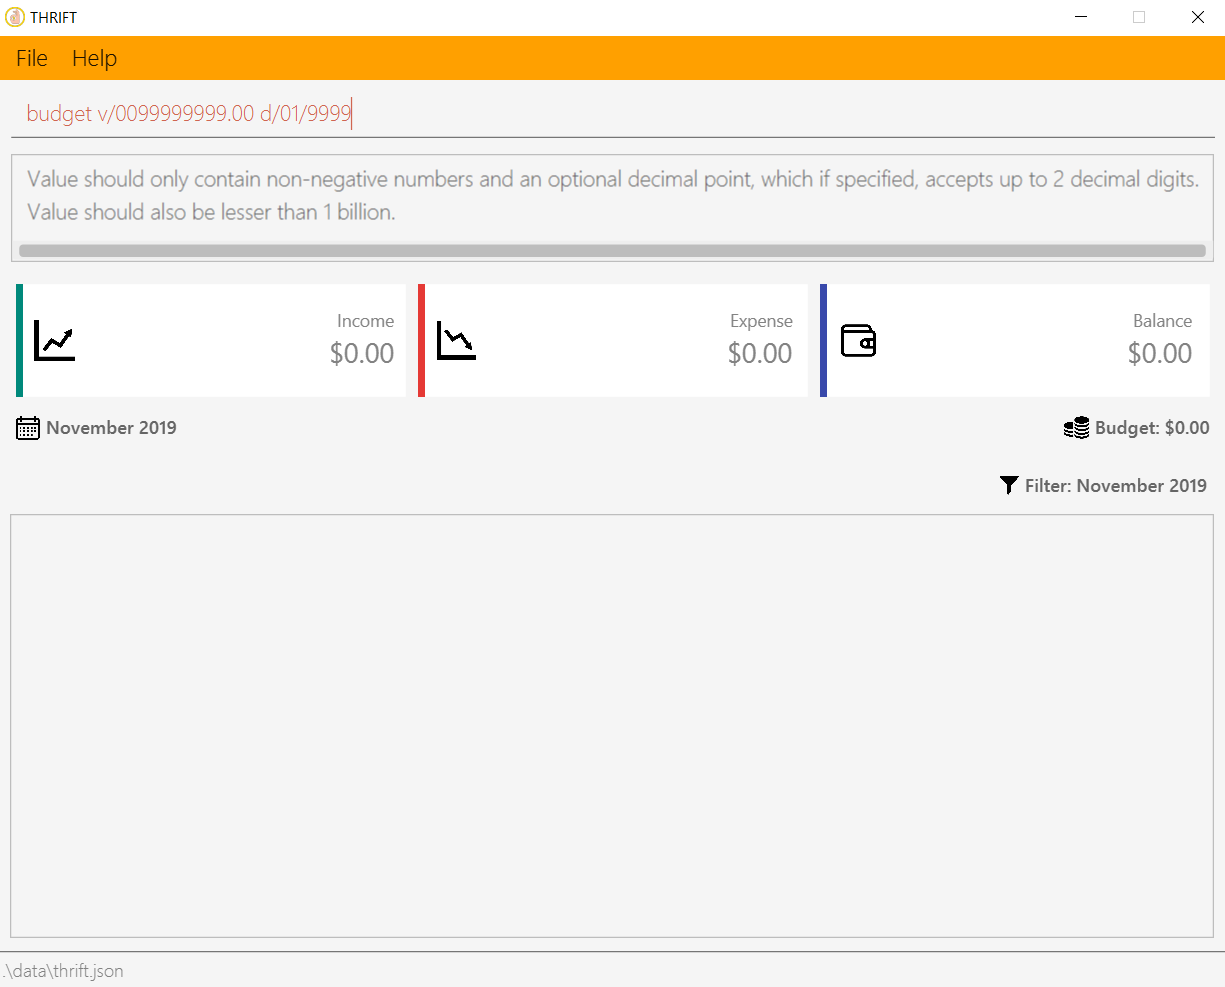 THRIFT
File Help
budget v/0099999999.00 d/01/9999
Value should only contain non-negative numbers and an optional decimal point, which if specified, accepts up to 2 decimal digits.
Value should also be lesser than 1 billion.
Income
$0.00
Expense
$0.00
Balance
$0.00
November 2019
Budget: $0.00
Filter: November 2019
.\data\thrift.json